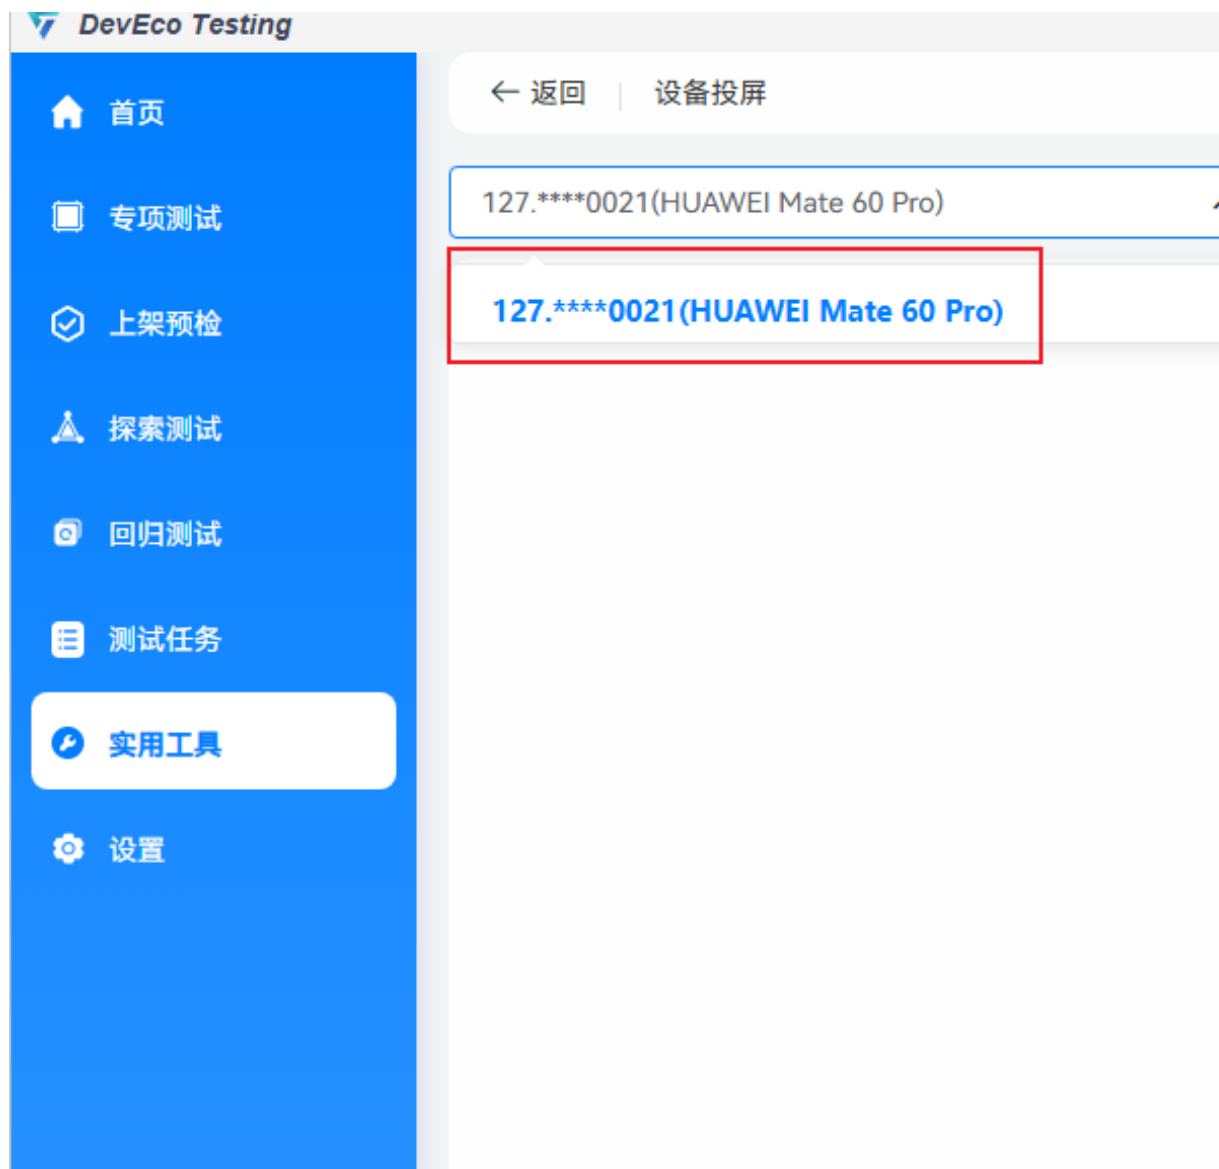 DevEco Testing
首页
专项测试
上架预检
探索测试
回归测试
测试任务
实用工具
设置
← 返回 设备投屏
127.****0021(HUAWEI Mate 60 Pro)
127.****0021(HUAWEI Mate 60 Pro)